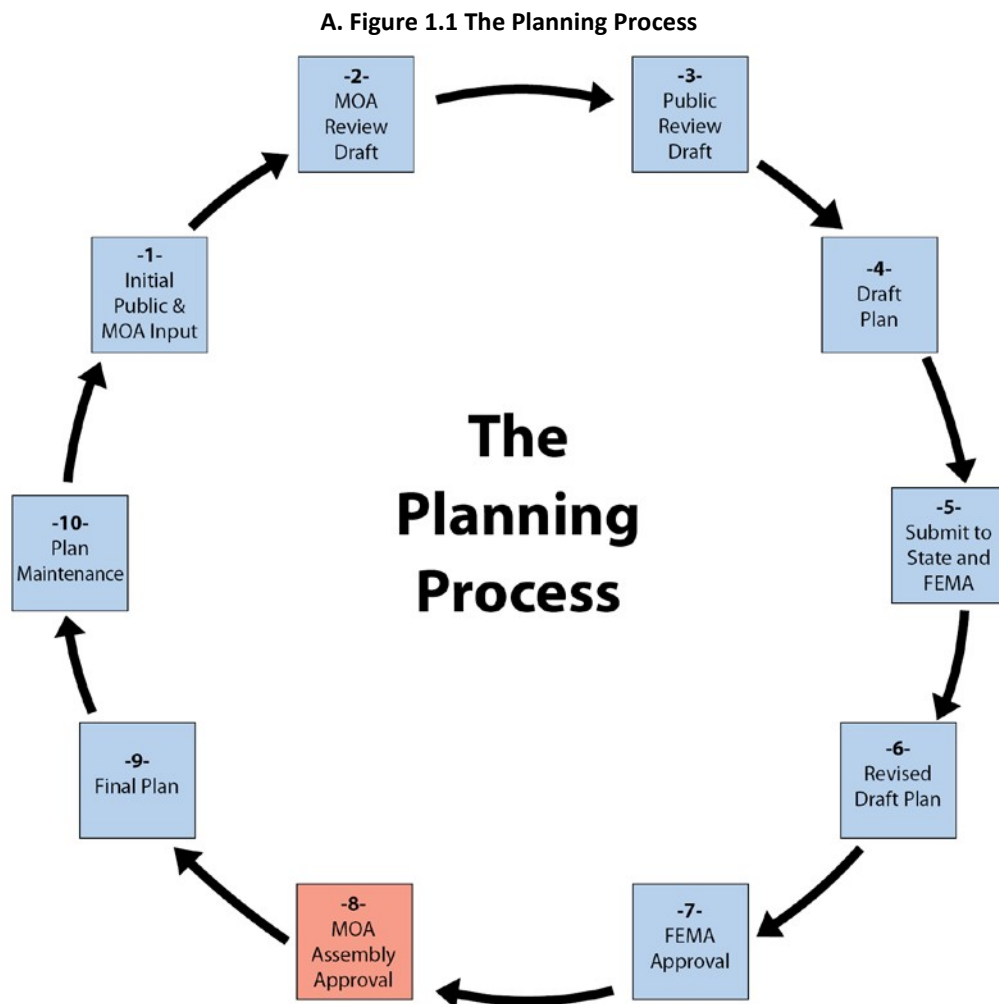 A. Figure 1.1 The Planning Process
-1-
Initial
Public &
MOA Input
-2-
MOA
Review
Draft
-3-
Public
Review
Draft
-4-
Draft
Plan
-5-
Submit to
State and
FEMA
-6-
Revised
Draft Plan
-7-
FEMA
Approval
-8-
MOA
Assembly
Approval
-9-
Final Plan
-10-
Plan
Maintenance
The
Planning
Process